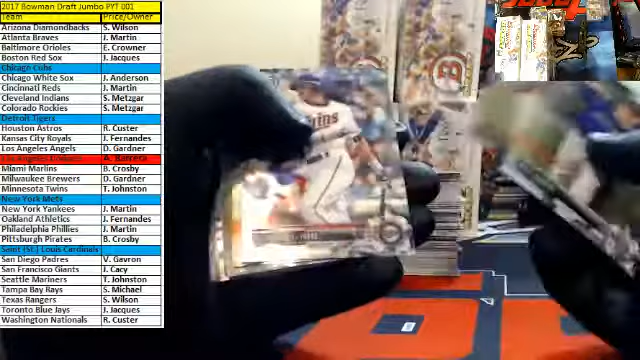 2017 Bowman Draft Jumbo PYT 001
Team Price/Owner
Arizona Diamondbacks S. Wilson
Atlanta Braves J. Martin
Baltimore Orioles E. Crowner
Boston Red Sox J. Jacques
Chicago Cubs
Chicago White Sox J. Anderson
Cincinnati Reds J. Martin
Cleveland Indians S. Metzgar
Colorado Rockies S. Metzgar
Detroit Tigers
Houston Astros R. Custer
Kansas City Royals J. Fernandes
Los Angeles Angels D. Gardner
Los Angeles Dodgers A. Barrera
Miami Marlins B. Crosby
Milwaukee Brewers D. Gardner
Minnesota Twins T. Johnston
New York Mets
New York Yankees J. Martin
Oakland Athletics J. Fernandes
Philadelphia Phillies J. Martin
Pittsburgh Pirates B. Crosby
Saint (St.) Louis Cardinals
San Diego Padres V. Gavron
San Francisco Giants J. Cacy
Seattle Mariners T. Johnston
Tampa Bay Rays S. Michael
Texas Rangers S. Wilson
Toronto Blue Jays J. Jacques
Washington Nationals R. Custer